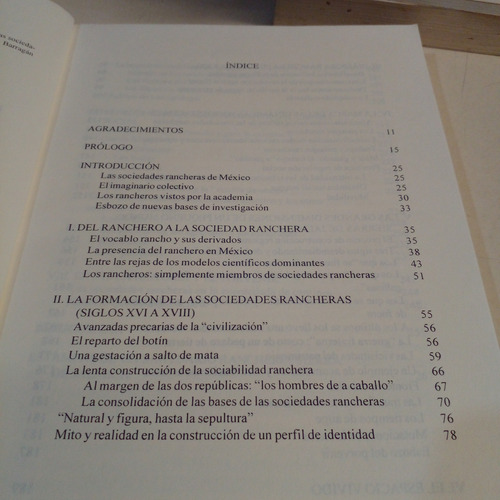 as socieda-
Barragán
ÍNDICE
AGRADECIMIENTOS 11
PRÓLOGO 15
INTRODUCCIÓN 25
Las sociedades rancheras de México 25
El imaginario colectivo 25
Los rancheros vistos por la academia 30
Esbozo de nuevas bases de investigación 33
I. DEL RANCHERO A LA SOCIEDAD RANCHERA 35
El vocablo rancho y sus derivados 35
La presencia del ranchero en México 38
Entre las rejas de los modelos científicos dominantes 43
Los rancheros: simplemente miembros de sociedades rancheras 51
II. LA FORMACIÓN DE LAS SOCIEDADES RANCHERAS
(SIGLOS XVI A XVIII) 55
Avanzadas precarias de la “civilización” 56
El reparto del botín 56
Una gestación a salto de mata 59
La lenta construcción de la sociabilidad ranchera 66
Al margen de las dos repúblicas: “los hombres de a caballo” 67
La consolidación de las bases de las sociedades rancheras 70
“Natural y figura, hasta la sepultura” 76
Mito y realidad en la construcción de un perfil de identidad 78